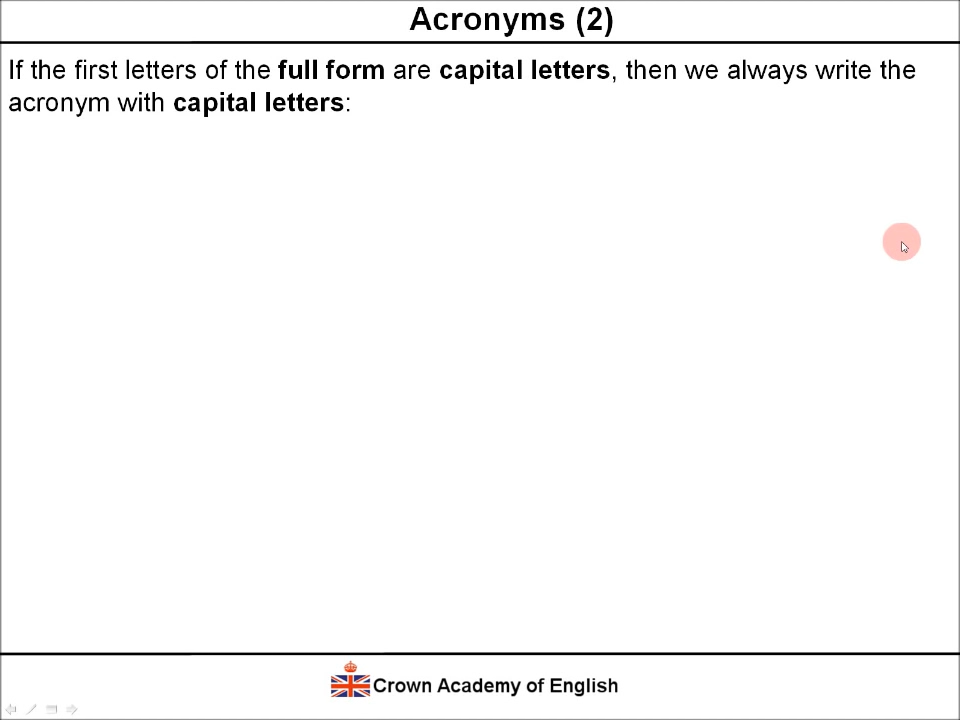 Acronyms (2)
If the first letters of the full form are capital letters, then we always write the
acronym with capital letters:
Crown Academy of English